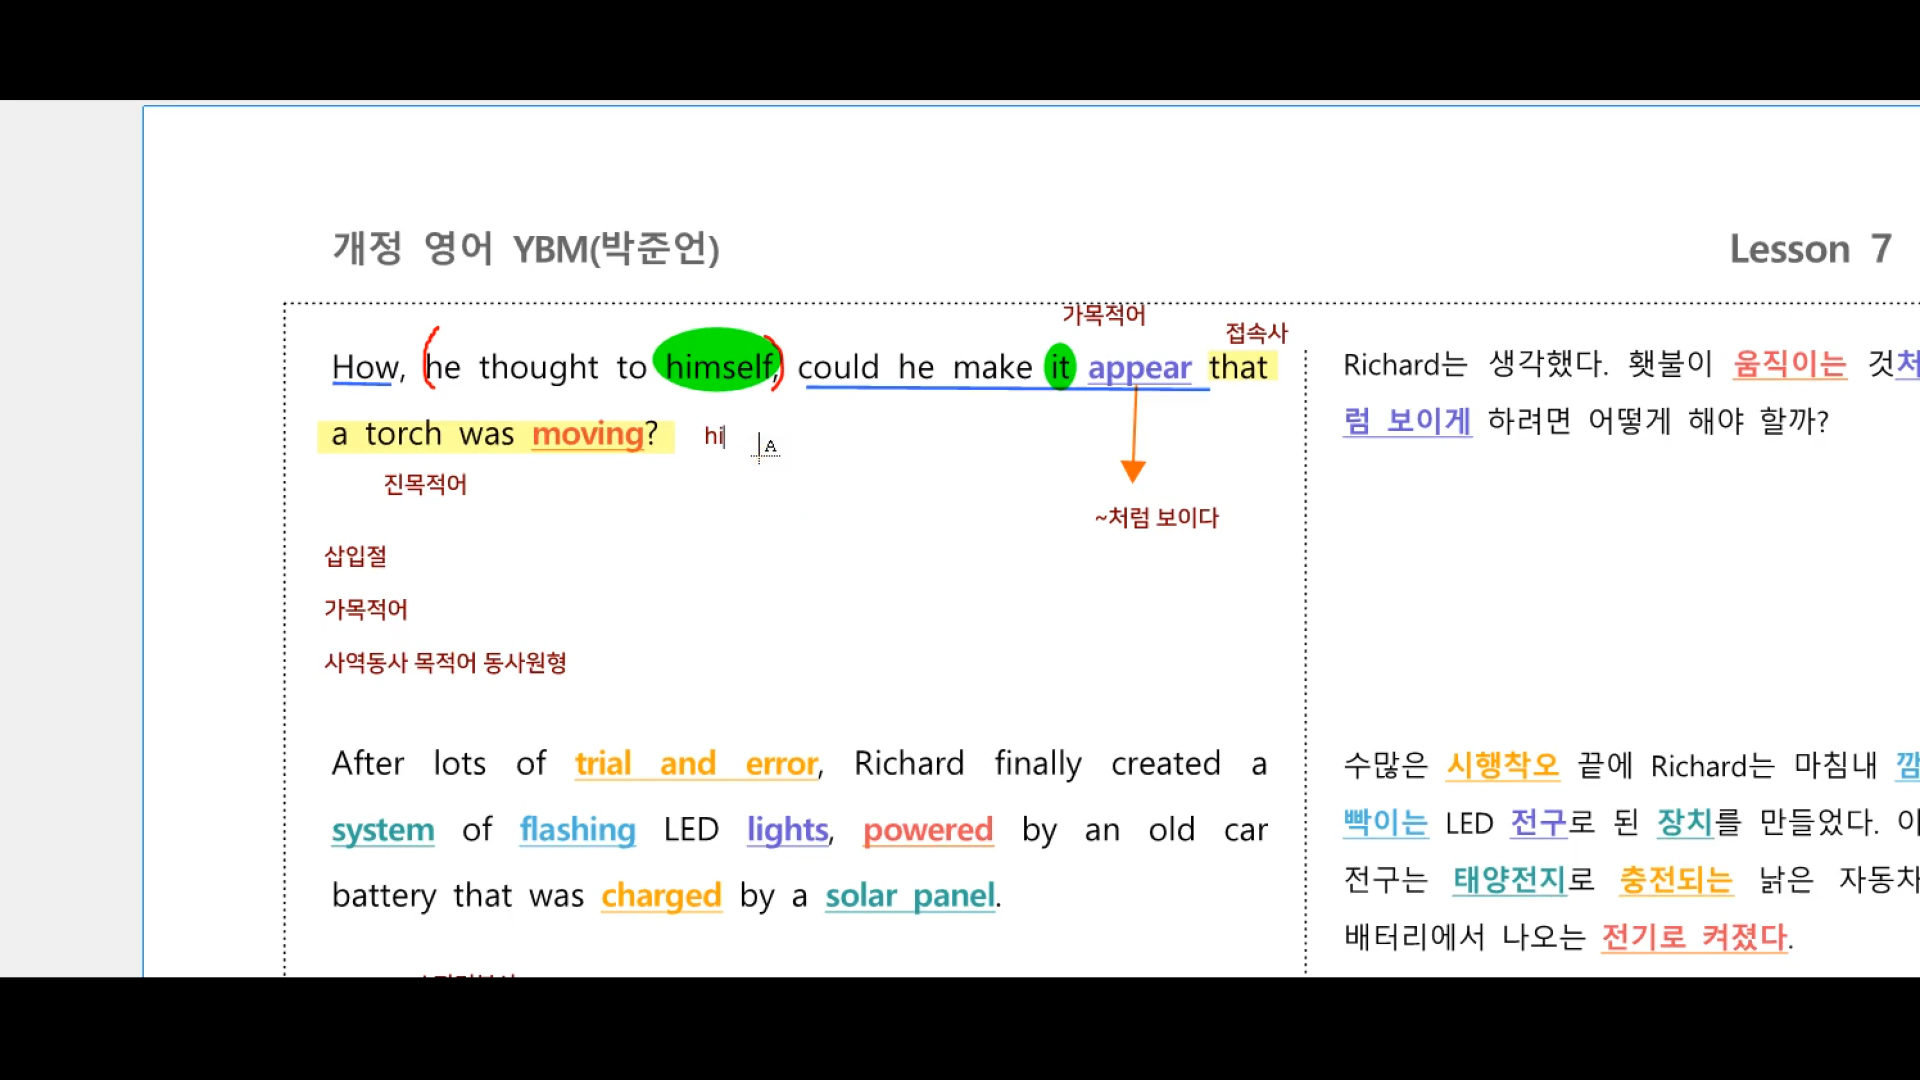 개정 영어 YBM(박준언)
Lesson 7
가목적어
접속사
How, he thought to himself, could he make it appear that
a torch was moving? hi
진목적어
~처럼 보이다
삽입절
가목적어
사역동사 목적어 동사원형
After lots of trial and error, Richard finally created a
system of flashing LED lights, powered by an old car
battery that was charged by a solar panel.
Richard는 생각했다. 횃불이 움직이는 것처
럼 보이게 하려면 어떻게 해야 할까?
수많은 시행착오 끝에 Richard는 마침내 깜
빡이는 LED 전구로 된 장치를 만들었다. 이
전구는 태양전지로 충전되는 낡은 자동차
배터리에서 나오는 전기로 켜졌다.